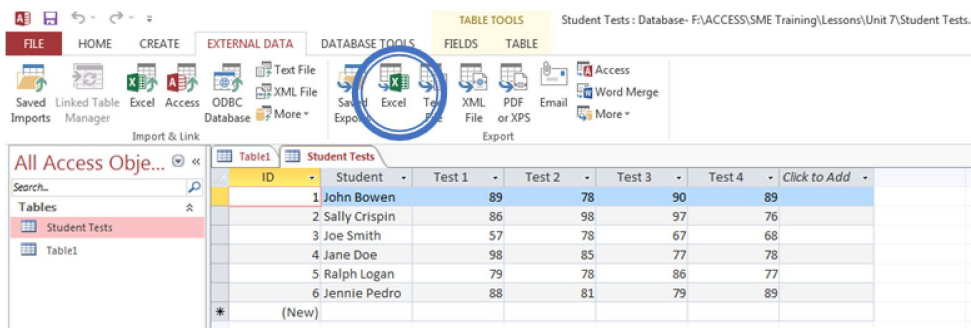 TABLE TOOLS Student Tests : Database- F:\ACCESS\SME Training\Lessons\Unit 7\Student Tests.
FILE HOME CREATE EXTERNAL DATA DATABASE TOOLS FIELDS TABLE
Saved Imports
Linked Table Manager
Excel
Access
ODBC Database
Text File
XML File
More
Import & Link
Saved
Excel
XML File
PDF or XPS
Email
Access
Word Merge
More
Export
All Access Obje...
Search...
Tables
Student Tests
Table1
Table1 Student Tests
ID Student Test 1 Test 2 Test 3 Test 4 Click to Add
1 John Bowen 89 78 90 89
2 Sally Crispin 86 98 97 76
3 Joe Smith 57 78 67 68
4 Jane Doe 98 85 77 78
5 Ralph Logan 79 78 86 77
6 Jennie Pedro 88 81 79 89
(New)